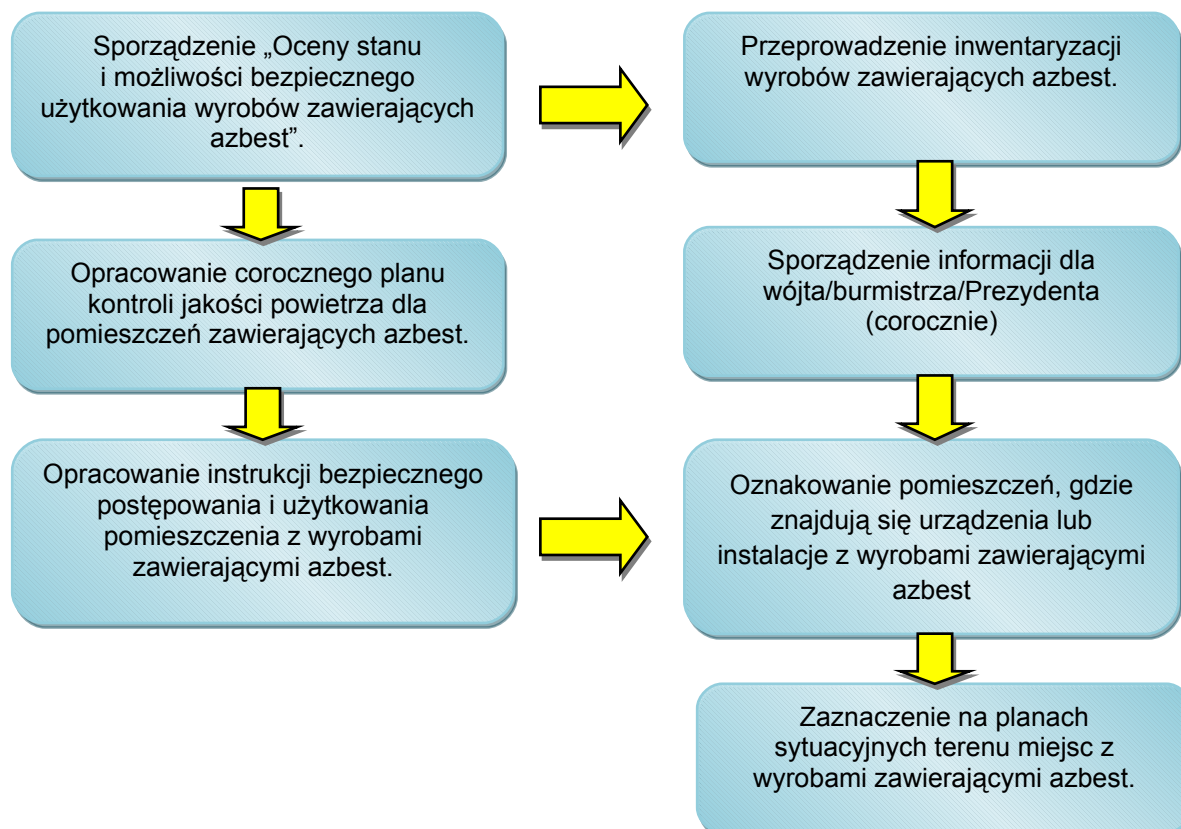 Sporządzenie „Oceny stanu
i możliwości bezpiecznego
użytkowania wyrobów zawierających
azbest”.
Przeprowadzenie inwentaryzacji
wyrobów zawierających azbest.
Opracowanie corocznego planu
kontroli jakości powietrza dla
pomieszczeń zawierających azbest.
Sporządzenie informacji dla
wójta/burmistrza/Prezydenta
(corocznie)
Opracowanie instrukcji bezpiecznego
postępowania i użytkowania
pomieszczenia z wyrobami
zawierającymi azbest.
Oznakowanie pomieszczeń, gdzie
znajdują się urządzenia lub
instalacje z wyrobami zawierającymi
azbest
Zaznaczenie na planach
sytuacyjnych terenu miejsc z
wyrobami zawierającymi azbest.